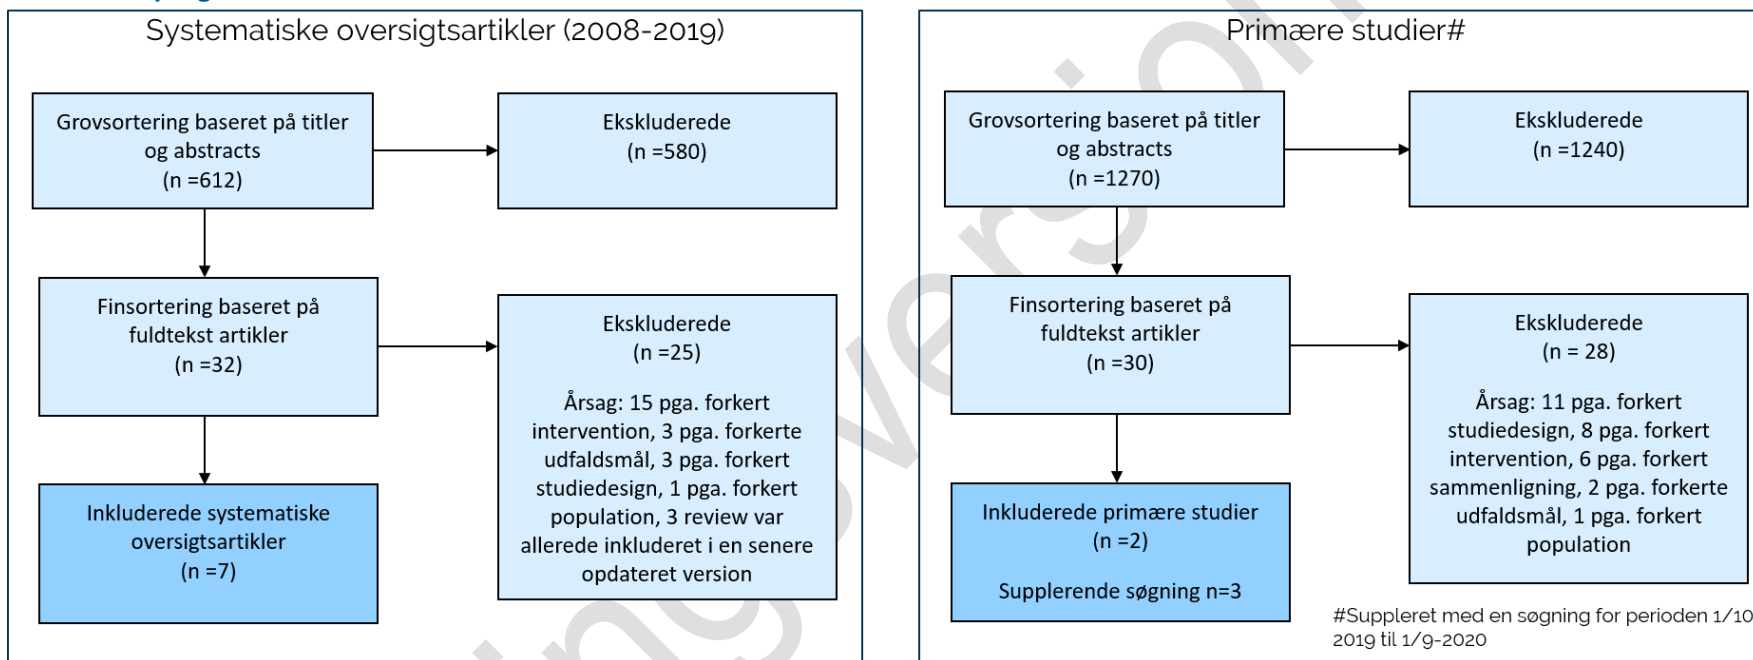 Systematiske oversigtsartikler (2008-2019)
Grovsortering baseret på titler
og abstracts
(n =612)
Ekskluderede
(n =580)
Finsortering baseret på
fuldtekst artikler
(n =32)
Ekskluderede
(n =25)
Årsag: 15 pga. forkert
intervention, 3 pga. forkerte
udfaldsmål, 3 pga. forkert
studiedesign, 1 pga. forkert
population, 3 review var
allerede inkluderet i en senere
opdateret version
Inkluderede systematiske
oversigtsartikler
(n =7)
Primære studier#
Grovsortering baseret på titler
og abstracts
(n =1270)
Ekskluderede
(n =1240)
Finsortering baseret på
fuldtekst artikler
(n =30)
Ekskluderede
(n = 28)
Årsag: 11 pga. forkert
studiedesign, 8 pga. forkert
intervention, 6 pga. forkert
sammenligning, 2 pga. forkerte
udfaldsmål, 1 pga. forkert
population
Inkluderede primære studier
(n =2)
Supplerende søgning n=3
#Suppleret med en søgning for perioden 1/10
2019 til 1/9-2020